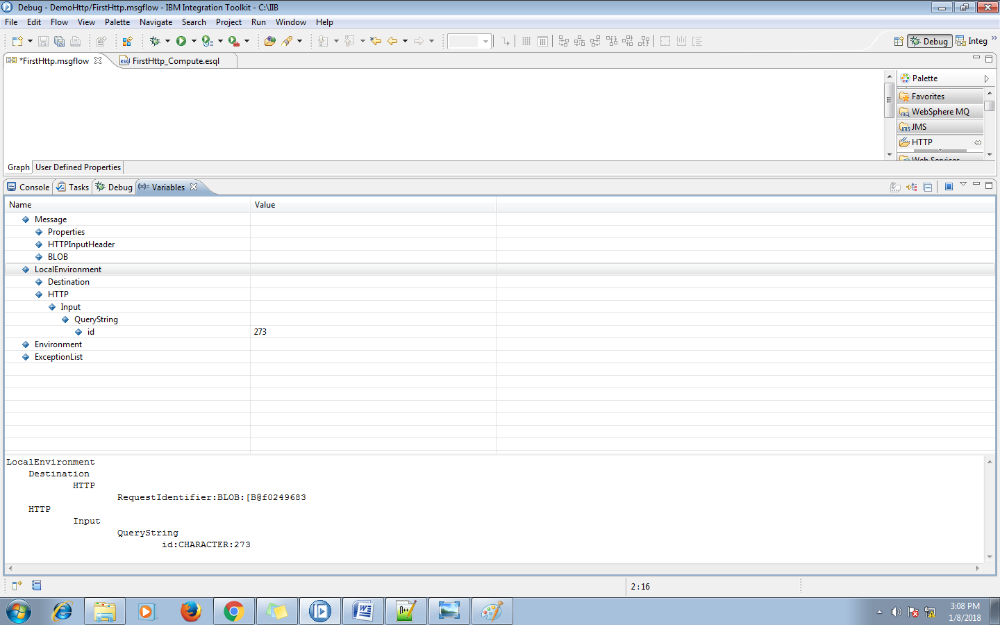 Debug - DemoHttp/FirstHttp.msgflow - IBM Integration Toolkit - C:\IIB
File Edit Flow View Palette Navigate Search Project Run Window Help
Debug Integ
*FirstHttp.msgflow FirstHttp_Compute.esql
Palette
Favorites
WebSphere MQ
JMS
HTTP
Web Services
Graph User Defined Properties
Console Tasks Debug (x)= Variables
Name Value
Message
Properties
HTTPInputHeader
BLOB
LocalEnvironment
Destination
HTTP
Input
QueryString
id 273
Environment
ExceptionList
LocalEnvironment
Destination
HTTP
RequestIdentifier:BLOB:[B@f0249683
HTTP
Input
QueryString
id:CHARACTER:273
2:16
3:08 PM
1/8/2018